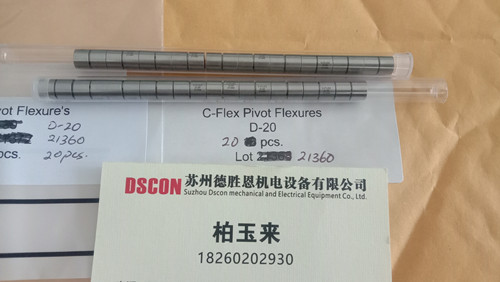 vot Flexure's
D-20
21360
pcs. 20pcs.
C-Flex Pivot Flexures
D-20
20 pcs.
Lot 21360
DSCON 苏州德胜恩机电设备有限公司
Suzhou Dscon mechanical and Electrical Equipment Co., Ltd.
柏玉来
18260202930